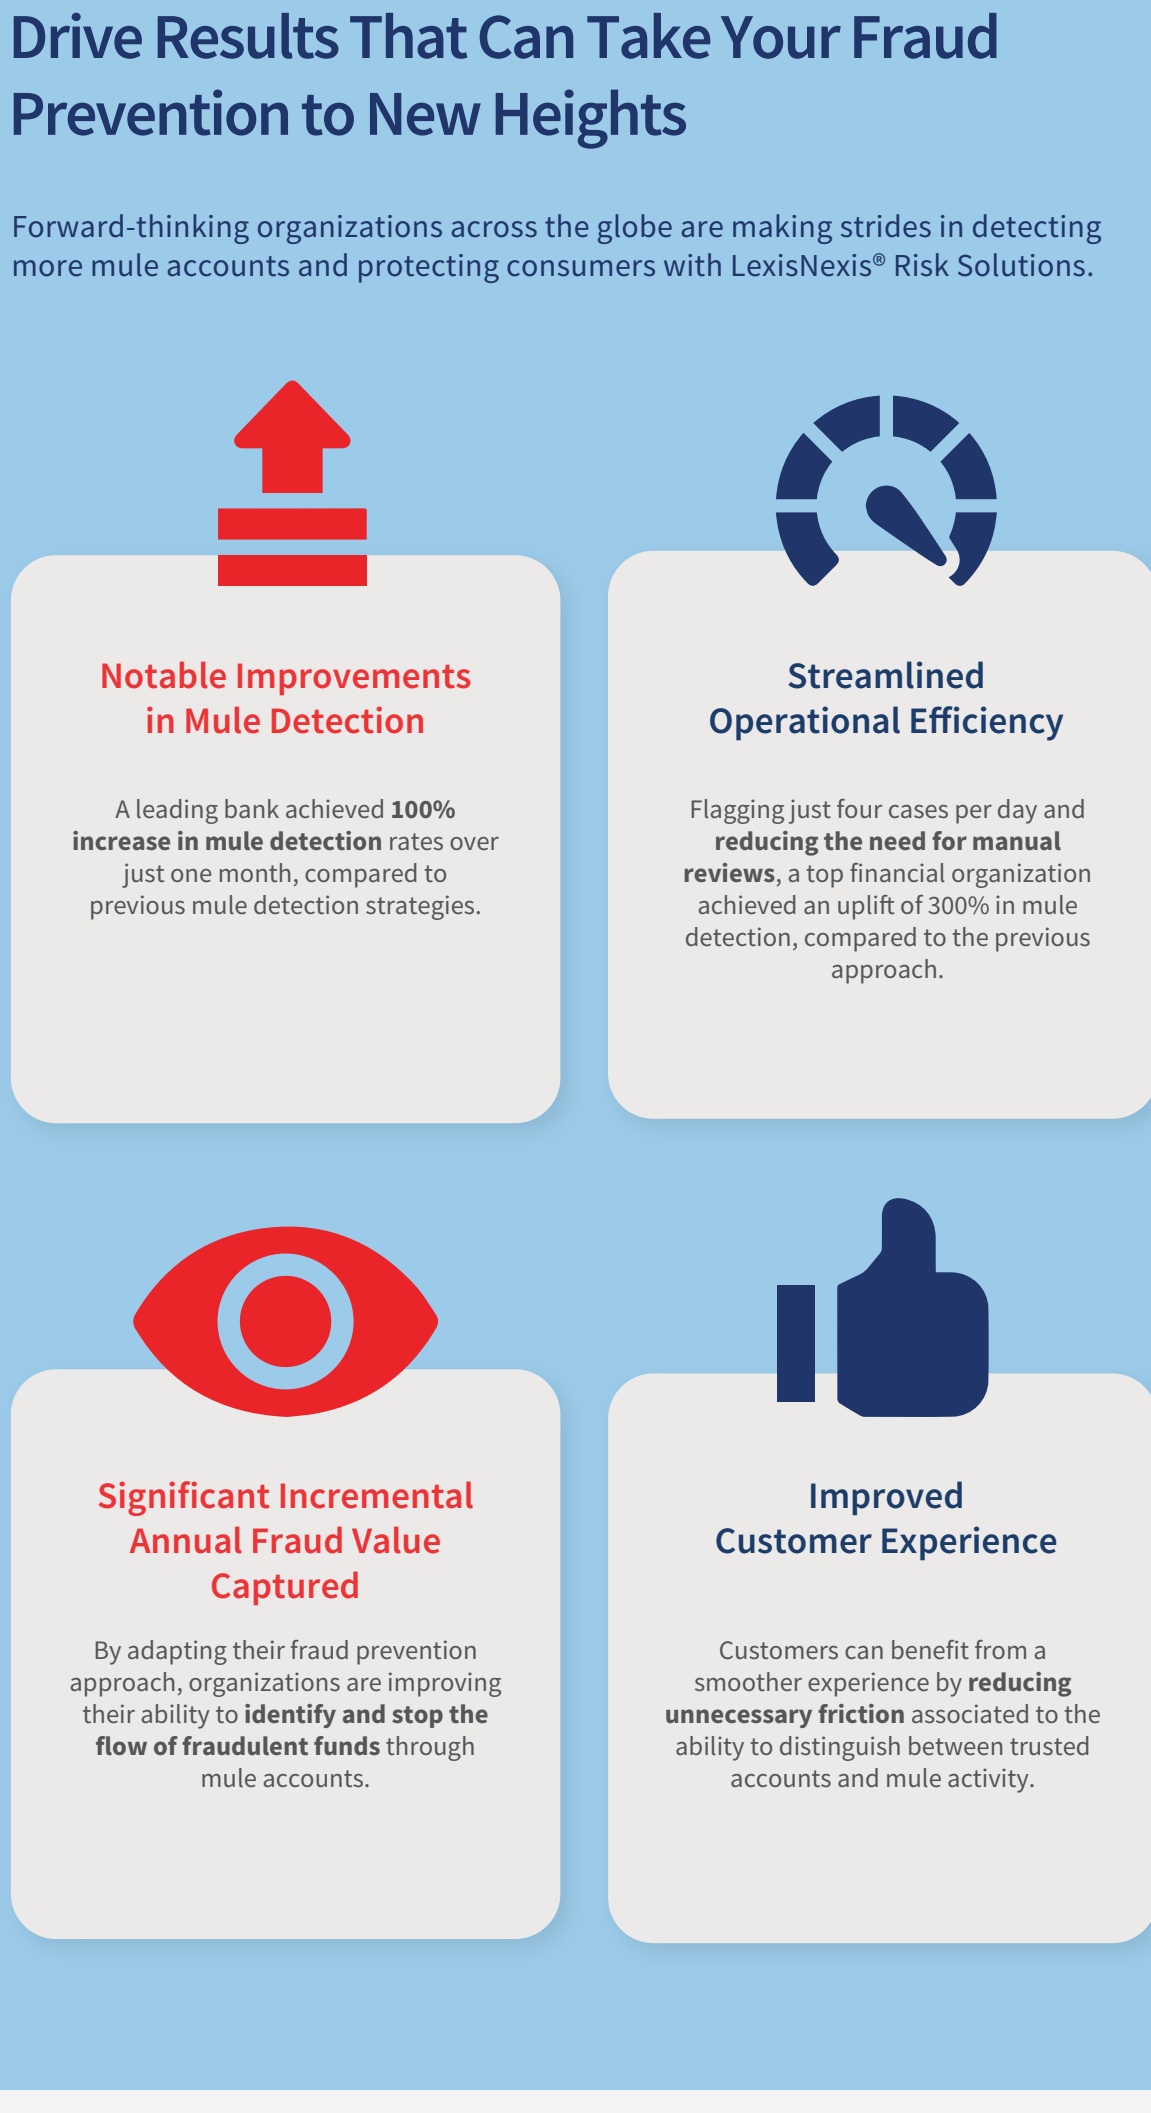 Drive Results That Can Take Your Fraud
Prevention to New Heights
Forward-thinking organizations across the globe are making strides in detecting
more mule accounts and protecting consumers with LexisNexis® Risk Solutions.
Notable Improvements
in Mule Detection
A leading bank achieved 100%
increase in mule detection rates over
just one month, compared to
previous mule detection strategies.
Streamlined
Operational Efficiency
Flagging just four cases per day and
reducing the need for manual
reviews, a top financial organization
achieved an uplift of 300% in mule
detection, compared to the previous
approach.
Significant Incremental
Annual Fraud Value
Captured
By adapting their fraud prevention
approach, organizations are improving
their ability to identify and stop the
flow of fraudulent funds through
mule accounts.
Improved
Customer Experience
Customers can benefit from a
smoother experience by reducing
unnecessary friction associated to the
ability to distinguish between trusted
accounts and mule activity.